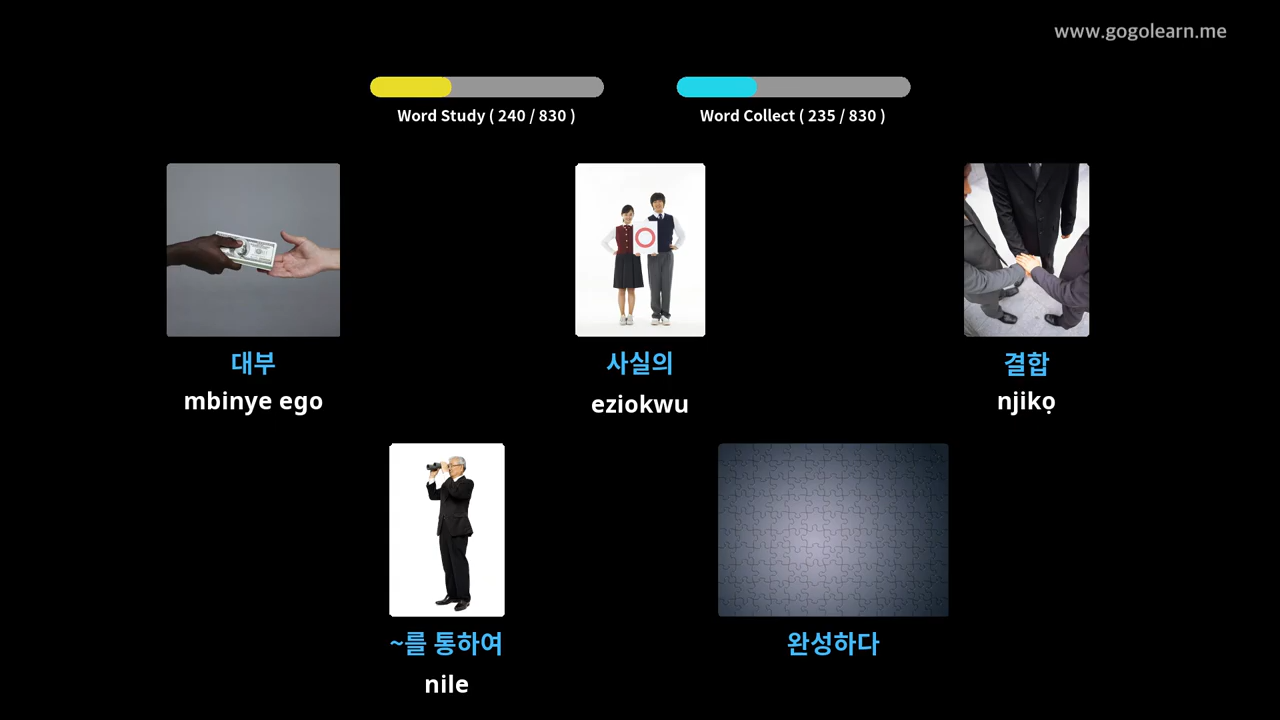 www.gogolearn.me
Word Study ( 240 / 830 )
Word Collect ( 235 / 830 )
대부
mbinye ego
사실의
eziokwu
결합
njikọ
~를 통하여
nile
완성하다